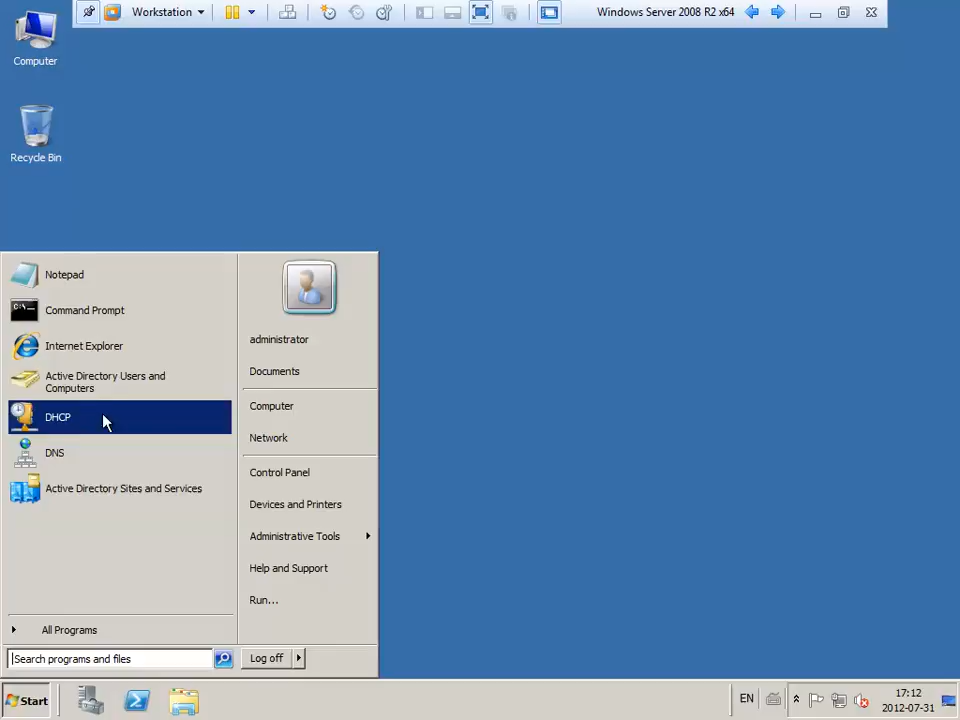 Workstation
Windows Server 2008 R2 x64
Computer
Recycle Bin
Notepad
Command Prompt
C:\
Internet Explorer
Active Directory Users and
Computers
DHCP
DNS
Active Directory Sites and Services
All Programs
Search programs and files
administrator
Documents
Computer
Network
Control Panel
Devices and Printers
Administrative Tools
Help and Support
Run...
Log off
Start
EN
17:12
2012-07-31